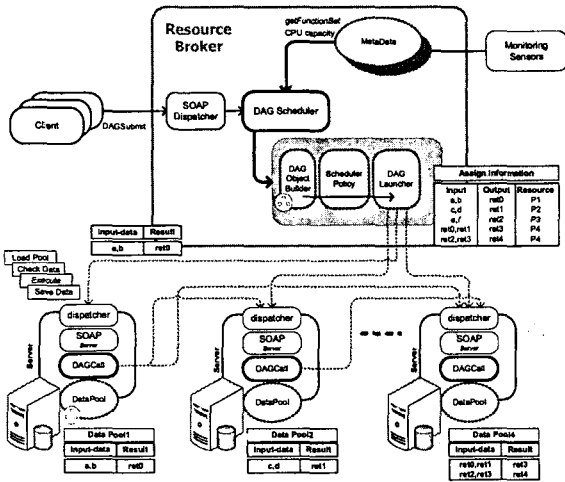 Resource
Broker
getFunctionSet
CPU capacity
MetaData
Monitoring
Sensors
Client
DAGSubmit
SOAP
Dispatcher
DAG Scheduler
DAG
Object
Builder
Scheduler
Policy
DAG
Launcher
Assign Information
Input Output Resource
a,b ret0 P1
c,d ret1 P2
ret2
ret0,ret1 ret3 P4
ret2,ret3 ret4 P4
Input-data Result
a,b ret0
Load Pool
Check Data
Execute
Save Data
dispatcher
SOAP
Server
DAGCall
DataPool
Server
dispatcher
SOAP
Server
DAGCall
DataPool
Server
dispatcher
SOAP
Server
DAGCall
DataPool
Server
Data Pool1
Input-data Result
a,b ret0
Data Pool2
Input-data Result
c,d ret1
Data Pool4
Input-data Result
ret0,ret1 ret3
ret2,ret3 ret4